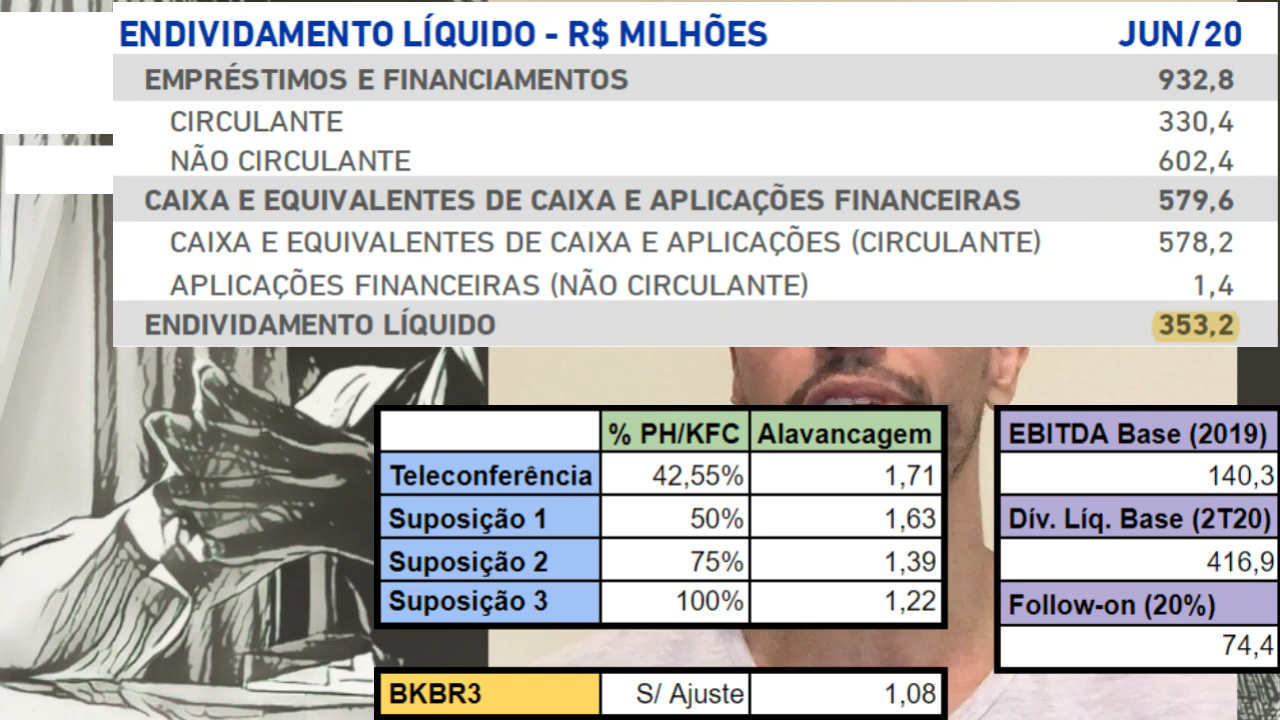 ENDIVIDAMENTO LÍQUIDO - R$ MILHÕES JUN/20
EMPRÉSTIMOS E FINANCIAMENTOS 932,8
CIRCULANTE 330,4
NÃO CIRCULANTE 602,4
CAIXA E EQUIVALENTES DE CAIXA E APLICAÇÕES FINANCEIRAS 579,6
CAIXA E EQUIVALENTES DE CAIXA E APLICAÇÕES (CIRCULANTE) 578,2
APLICAÇÕES FINANCEIRAS (NÃO CIRCULANTE) 1,4
ENDIVIDAMENTO LÍQUIDO 353,2
% PH/KFC Alavancagem
Teleconferência 42,55% 1,71
Suposição 1 50% 1,63
Suposição 2 75% 1,39
Suposição 3 100% 1,22
BKBR3 S/ Ajuste 1,08
EBITDA Base (2019)
140,3
Dív. Líq. Base (2T20)
416,9
Follow-on (20%)
74,4